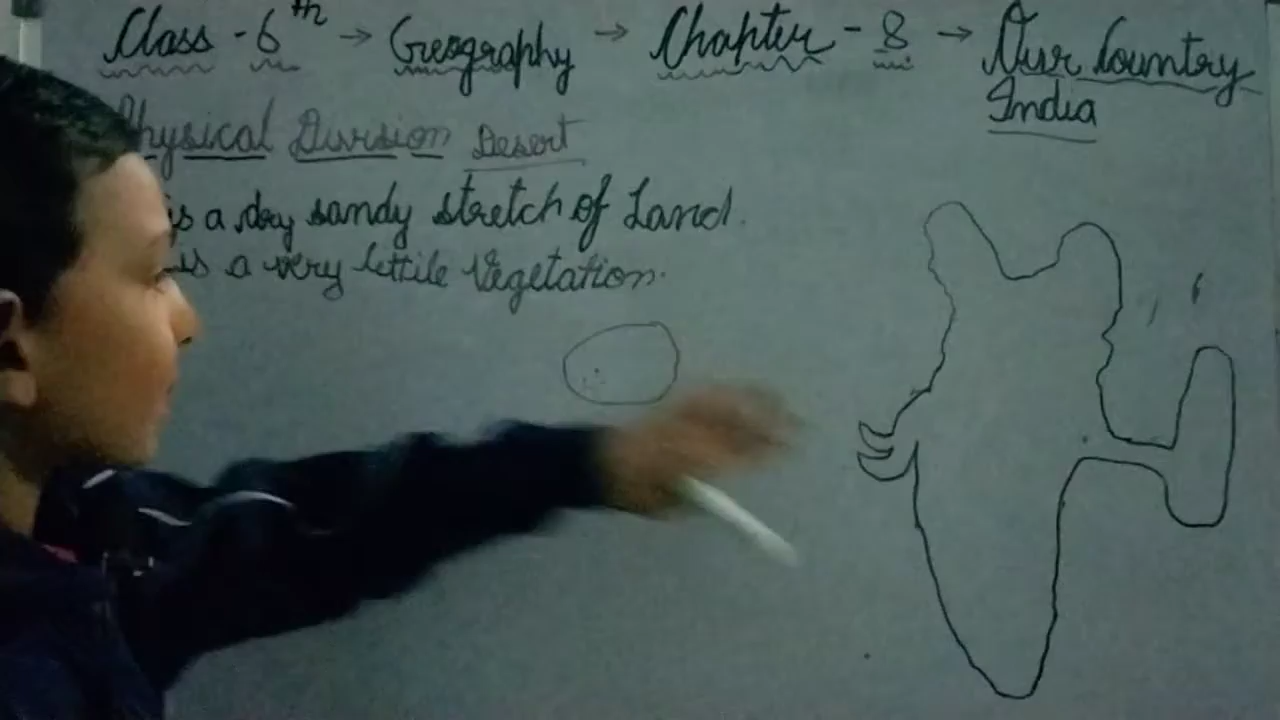 Class - 6th → Geography → Chapter - 8 → Our Country
India
Physical Division Desert
is a dry sandy stretch of Land.
is a very lettile Vegetation.